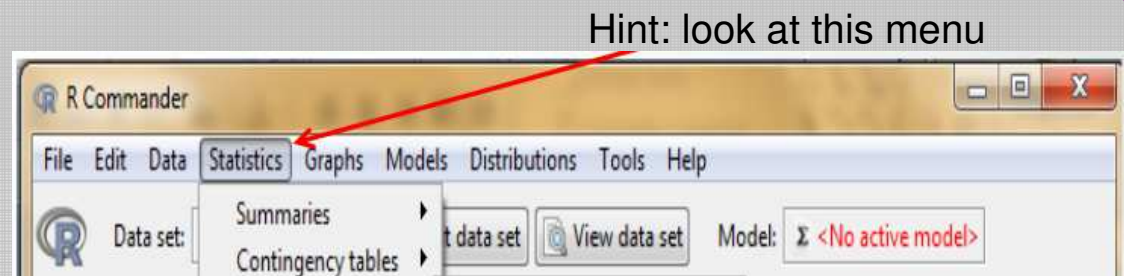 Hint: look at this menu
R Commander
File Edit Data Statistics Graphs Models Distributions Tools Help
Data set: t data set View data set Model: Σ <No active model>
Summaries
Contingency tables